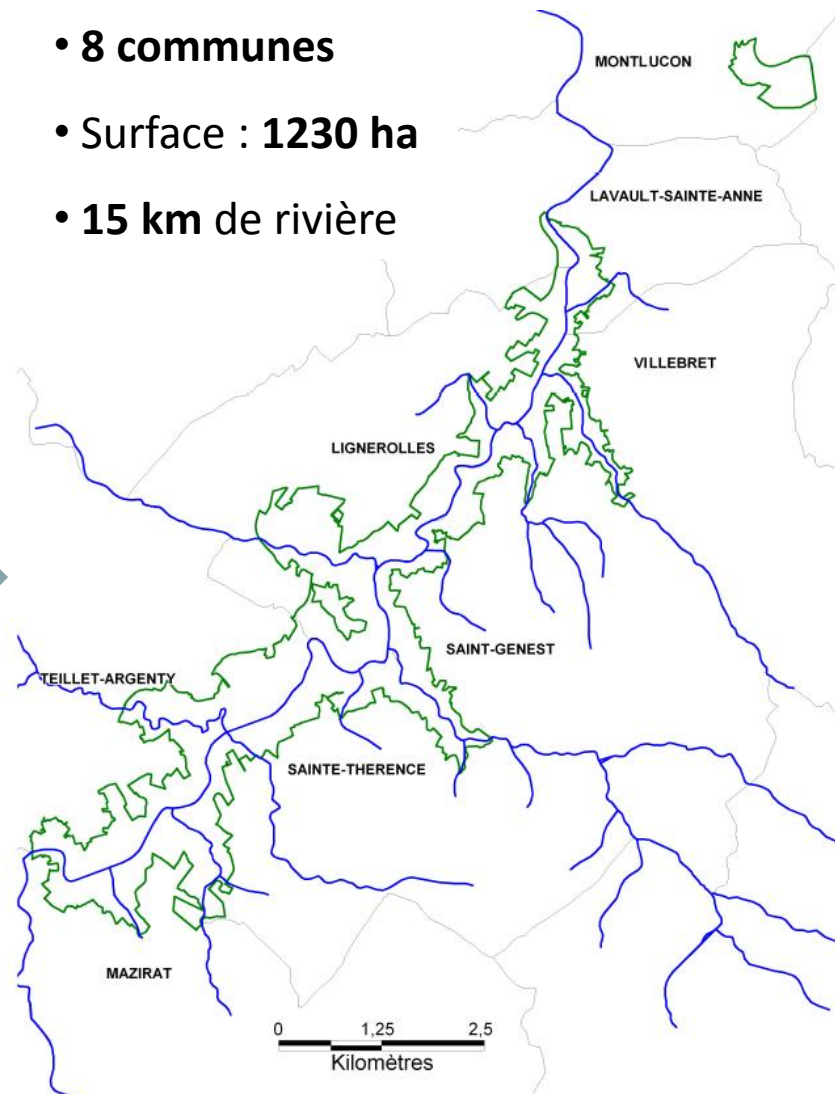 • 8 communes
• Surface : 1230 ha
• 15 km de rivière
MONTLUCON
LAVAULT-SAINTE-ANNE
VILLEBRET
LIGNEROLLES
SAINT-GENEST
TEILLET-ARGENTY
SAINTE-THERENCE
MAZIRAT
0 1,25 2,5
Kilomètres